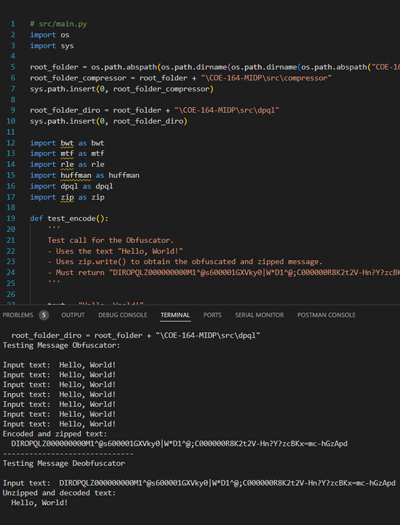 1 # src/main.py
2 import os
3 import sys
4
5 root_folder = os.path.abspath(os.path.dirname(os.path.dirname(os.path.abspath("COE-16
6 root_folder_compressor = root_folder + "\COE-164-MIDP\src\compressor"
7 sys.path.insert(0, root_folder_compressor)
8
9 root_folder_diro = root_folder + "\COE-164-MIDP\src\dpql"
10 sys.path.insert(0, root_folder_diro)
11
12 import bwt as bwt
13 import mtf as mtf
14 import rle as rle
15 import huffman as huffman
16 import dpql as dpql
17 import zip as zip
18
19 def test_encode():
20 '''
21 Test call for the Obfuscator.
22 - Uses the text "Hello, World!"
23 - Uses zip.write() to obtain the obfuscated and zipped message.
24 - Must return "DIROPQLZ000000000M1^@s600001GXVky0|W*D1^@;C000000R8K2t2V-Hn?Y?zcBK
25 '''
26
PROBLEMS 5 OUTPUT DEBUG CONSOLE TERMINAL PORTS SERIAL MONITOR POSTMAN CONSOLE
root_folder_diro = root_folder + "\COE-164-MIDP\src\dpql"
Testing Message Obfuscator:
Input text: Hello, World!
Input text: Hello, World!
Input text: Hello, World!
Input text: Hello, World!
Input text: Hello, World!
Input text: Hello, World!
Input text: Hello, World!
Encoded and zipped text:
DIROPQLZ000000000M1^@s600001GXVky0|W*D1^@;C000000R8K2t2V-Hn?Y?zcBKx=mc-hGzApd
------------------------------
Testing Message Deobfuscator
Input text: DIROPQLZ000000000M1^@s600001GXVky0|W*D1^@;C000000R8K2t2V-Hn?Y?zcBKx=mc-hGzApd
Unzipped and decoded text:
Hello, World!